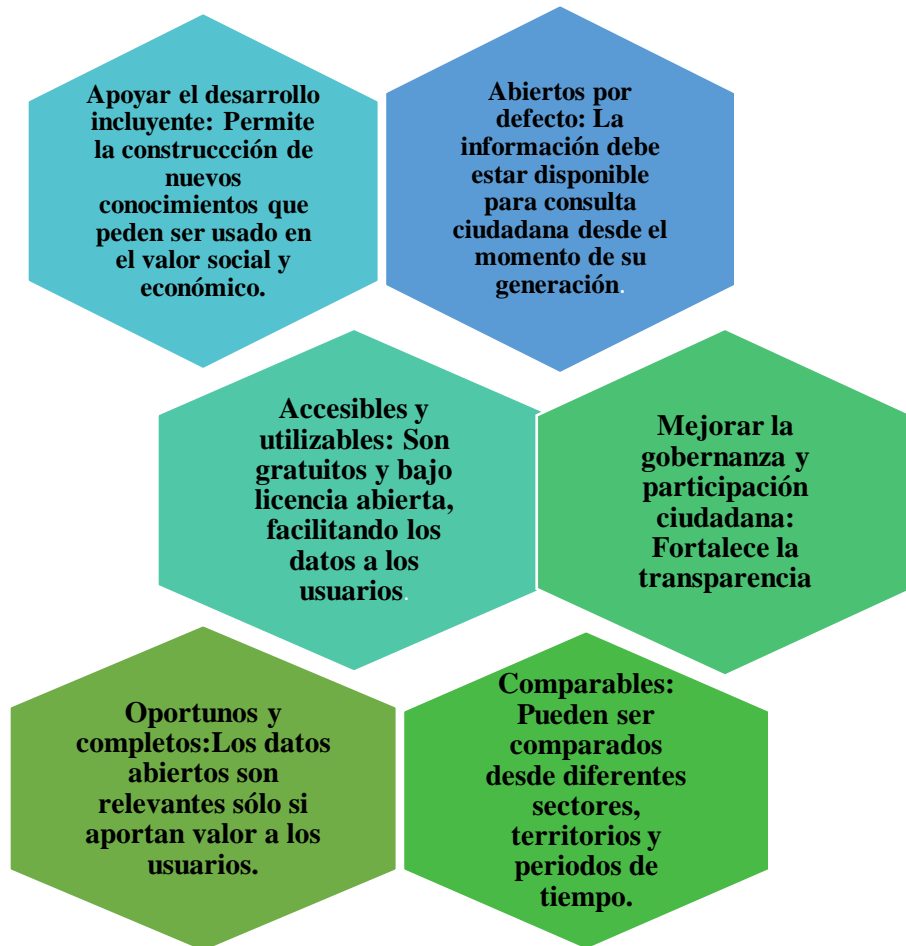 Apoyar el desarrollo
incluyente: Permite
la construccción de
nuevos
conocimientos que
peden ser usado en
el valor social y
económico.
Abiertos por
defecto: La
información debe
estar disponible
para consulta
ciudadana desde el
momento de su
generación.
Accesibles y
utilizables: Son
gratuitos y bajo
licencia abierta,
facilitando los
datos a los
usuarios.
Mejorar la
gobernanza y
participación
ciudadana:
Fortalece la
transparencia
Oportunos y
completos:Los datos
abiertos son
relevantes sólo si
aportan valor a los
usuarios.
Comparables:
Pueden ser
comparados
desde diferentes
sectores,
territorios y
periodos de
tiempo.